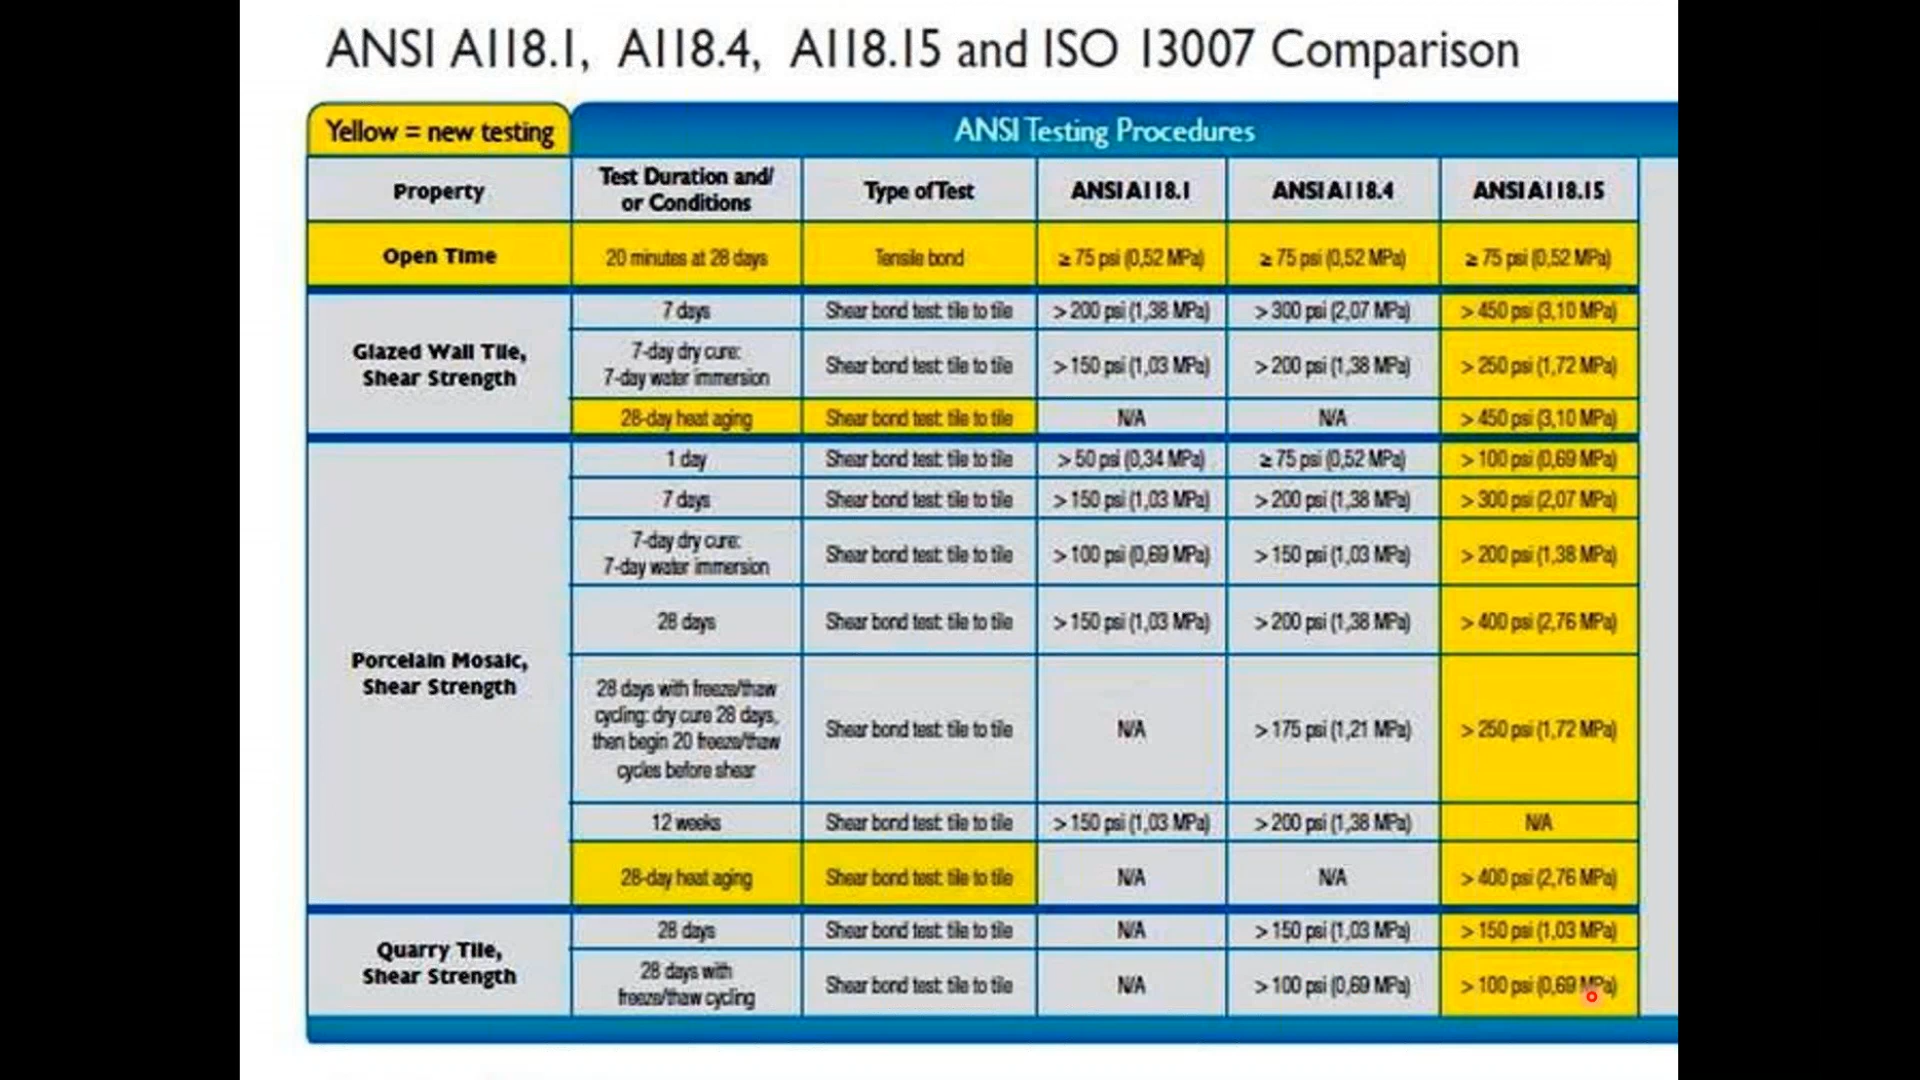 ANSI A118.1, A118.4, A118.15 and ISO 13007 Comparison
Yellow = new testing
ANSI Testing Procedures
Property
Test Duration and/
or Conditions
Type of Test
ANSI A118.1
ANSI A118.4
ANSI A118.15
Open Time
20 minutes at 28 days
Tensile bond
≥ 75 psi (0,52 MPa)
≥ 75 psi (0,52 MPa)
≥ 75 psi (0,52 MPa)
Glazed Wall Tile,
Shear Strength
7 days
Shear bond test: tile to tile
> 200 psi (1,38 MPa)
> 300 psi (2,07 MPa)
> 450 psi (3,10 MPa)
7-day dry cure:
7-day water immersion
Shear bond test: tile to tile
> 150 psi (1,03 MPa)
> 200 psi (1,38 MPa)
> 250 psi (1,72 MPa)
28-day heat aging
Shear bond test: tile to tile
N/A
N/A
> 450 psi (3,10 MPa)
Porcelain Mosaic,
Shear Strength
1 day
Shear bond test: tile to tile
> 50 psi (0,34 MPa)
≥ 75 psi (0,52 MPa)
> 100 psi (0,69 MPa)
7 days
Shear bond test: tile to tile
> 150 psi (1,03 MPa)
> 200 psi (1,38 MPa)
> 300 psi (2,07 MPa)
7-day dry cure:
7-day water immersion
Shear bond test: tile to tile
> 100 psi (0,69 MPa)
> 150 psi (1,03 MPa)
> 200 psi (1,38 MPa)
28 days
Shear bond test: tile to tile
> 150 psi (1,03 MPa)
> 200 psi (1,38 MPa)
> 400 psi (2,76 MPa)
28 days with freeze/thaw
cycling: dry cure 28 days,
then begin 20 freeze/thaw
cycles before shear
Shear bond test: tile to tile
N/A
> 175 psi (1,21 MPa)
> 250 psi (1,72 MPa)
12 weeks
Shear bond test: tile to tile
> 150 psi (1,03 MPa)
> 200 psi (1,38 MPa)
N/A
28-day heat aging
Shear bond test: tile to tile
N/A
N/A
> 400 psi (2,76 MPa)
Quarry Tile,
Shear Strength
28 days
Shear bond test: tile to tile
N/A
> 150 psi (1,03 MPa)
> 150 psi (1,03 MPa)
28 days with
freeze/thaw cycling
Shear bond test: tile to tile
N/A
> 100 psi (0,69 MPa)
> 100 psi (0,69 MPa)